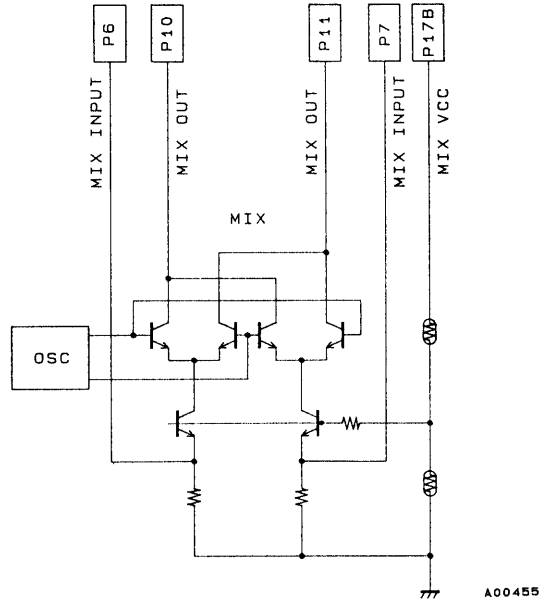 P6
P10
P11
P7
P17B
MIX INPUT
MIX OUT
MIX OUT
MIX INPUT
MIX VCC
MIX
OSC
A00455